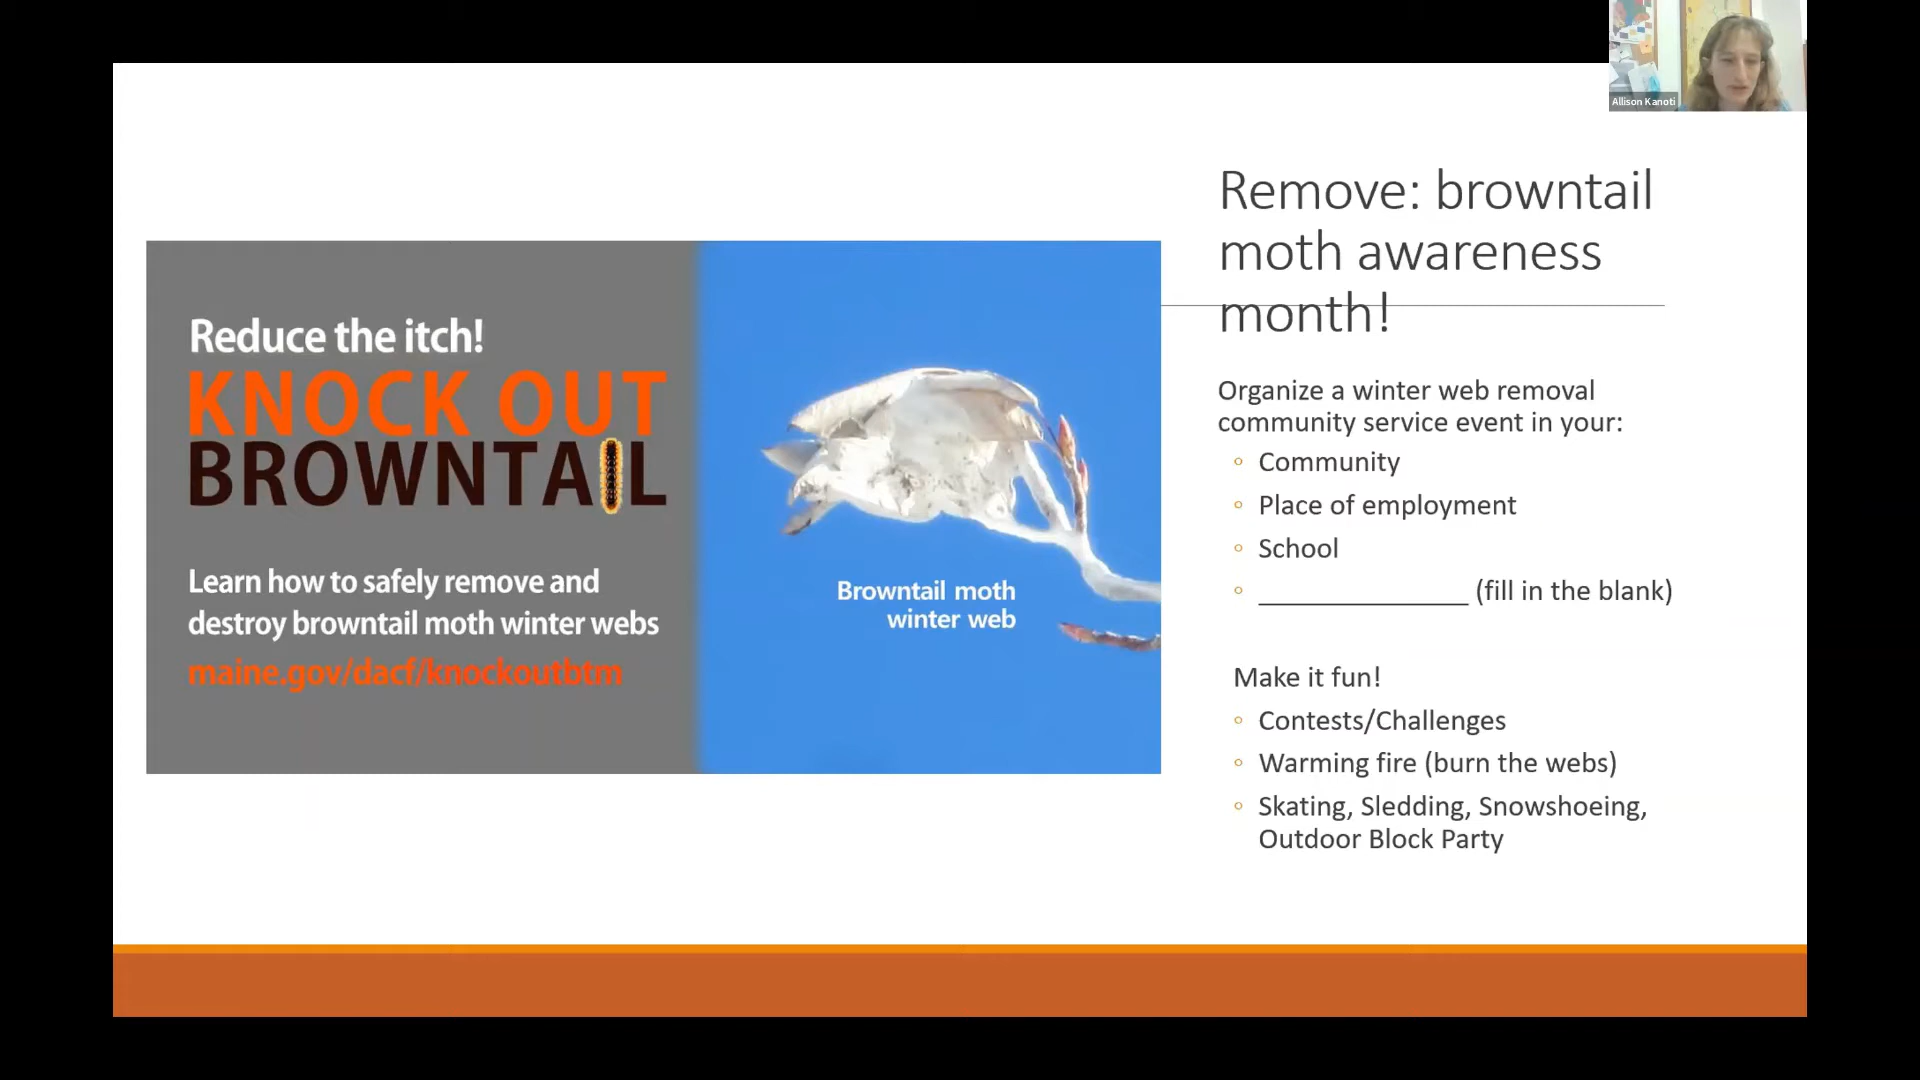 Allison Kanoti
Remove: browntail
moth awareness
month!
Reduce the itch!
KNOCK OUT
BROWNTAIL
Learn how to safely remove and
destroy browntail moth winter webs
maine.gov/dacf/knockoutbtm
Browntail moth
winter web
Organize a winter web removal
community service event in your:
Community
Place of employment
School
_______________ (fill in the blank)
Make it fun!
Contests/Challenges
Warming fire (burn the webs)
Skating, Sledding, Snowshoeing,
Outdoor Block Party